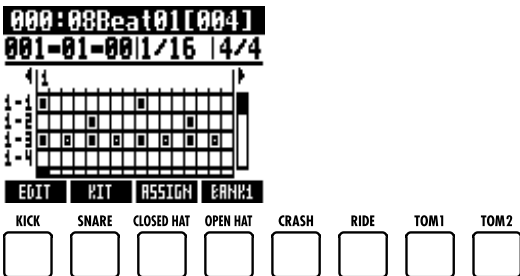 000:08Beat01[004]
001-01-00|1/16 |4/4
1
1-1
1-2
1-3
1-4
EDIT KIT ASSIGN BANK1
KICK SNARE CLOSED HAT OPEN HAT CRASH RIDE TOM1 TOM2